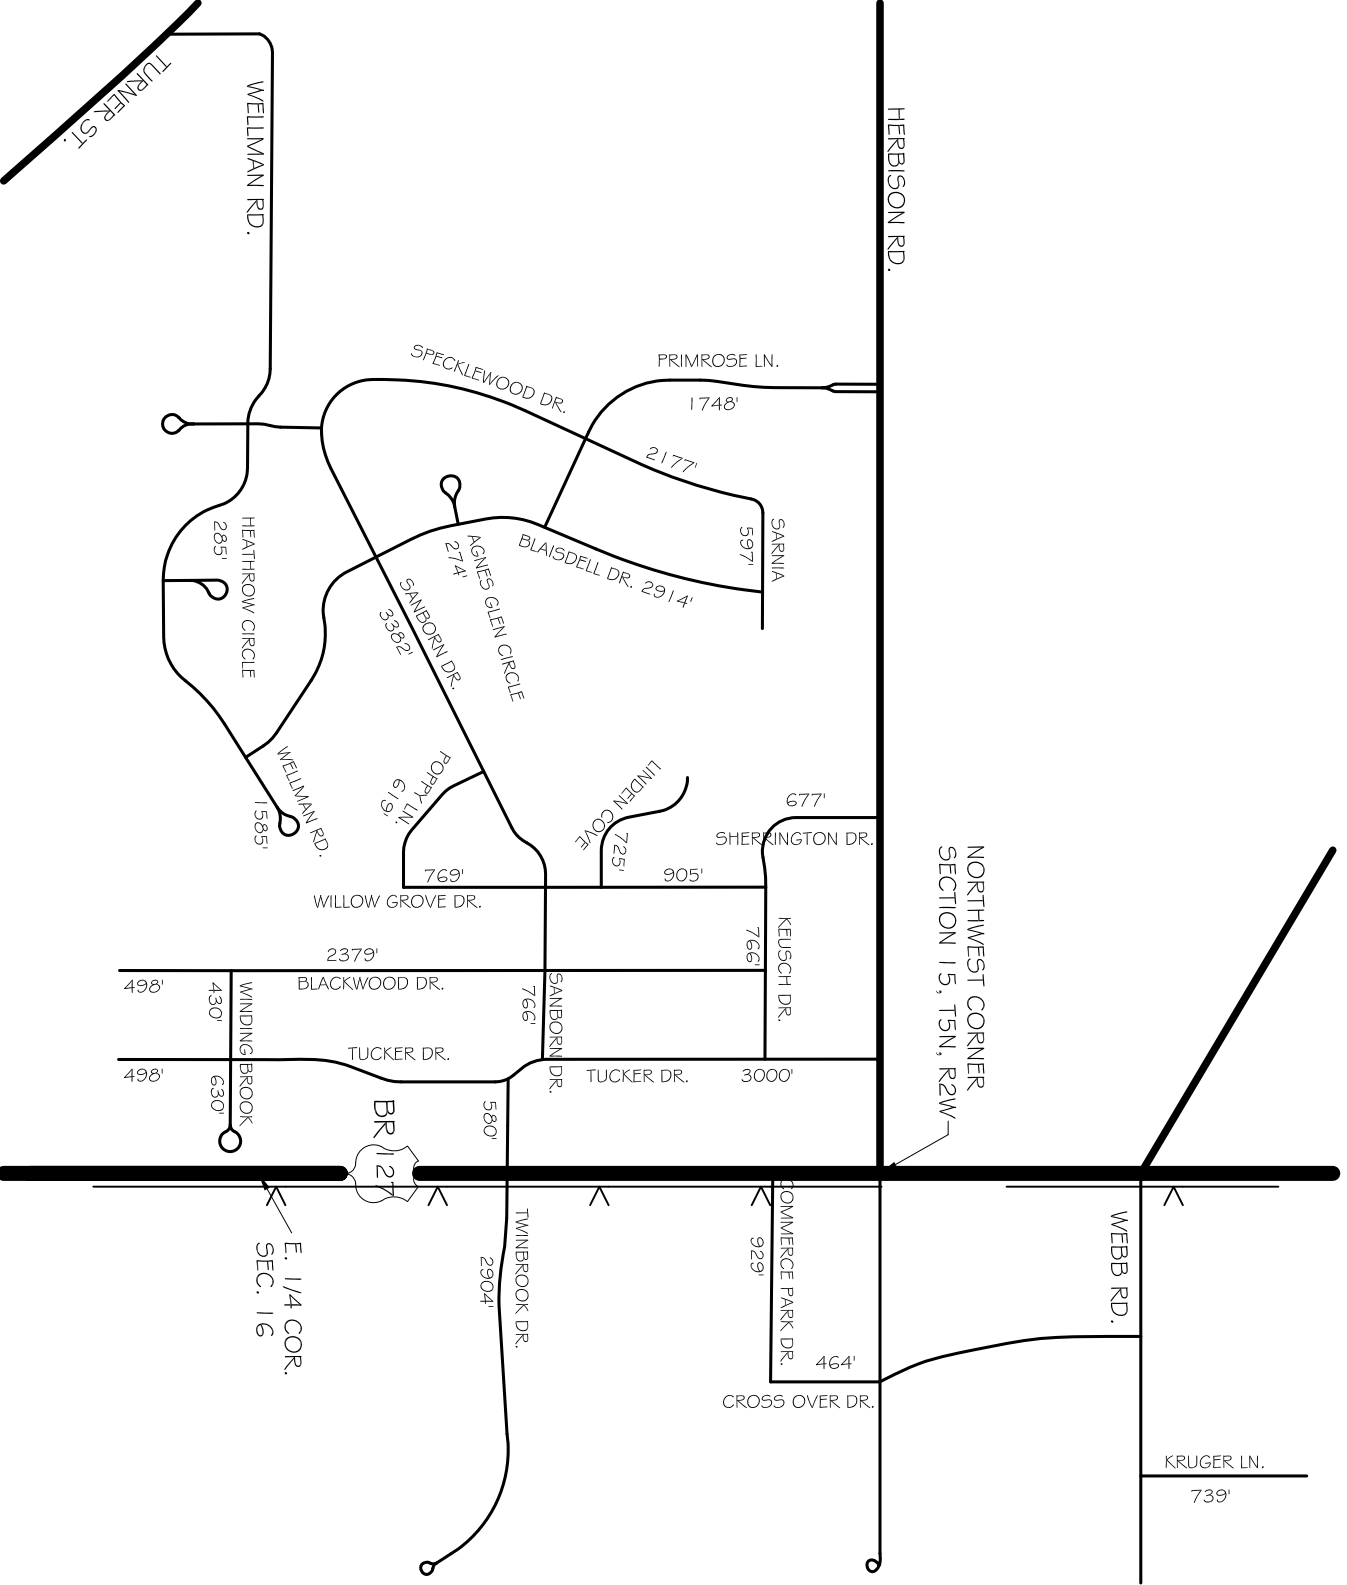 TURNER ST.
WELLMAN RD.
HERBISON RD.
SPECKLEWOOD DR.
PRIMROSE LN.
1748'
2177'
SARNIA
597'
HEATHROW CIRCLE
285'
AGNES GLEN CIRCLE
274'
BLAISDELL DR. 2914'
SANBORN DR.
3382'
WELLMAN RD.
1585'
POPPY LN.
619'
LINDEN COVE
725'
677'
SHERRINGTON DR.
769'
905'
WILLOW GROVE DR.
KEUSCH DR.
766'
NORTHWEST CORNER
SECTION 15, T5N, R2W
2379'
498'
BLACKWOOD DR.
WINDING BROOK
430'
630'
SANBORN DR.
766'
TUCKER DR.
498'
TUCKER DR.
3000'
580'
BR 127
E. 1/4 COR.
SEC. 16
TWINBROOK DR.
2904'
COMMERCE PARK DR.
929'
464'
CROSS OVER DR.
WEBB RD.
KRUGER LN.
739'